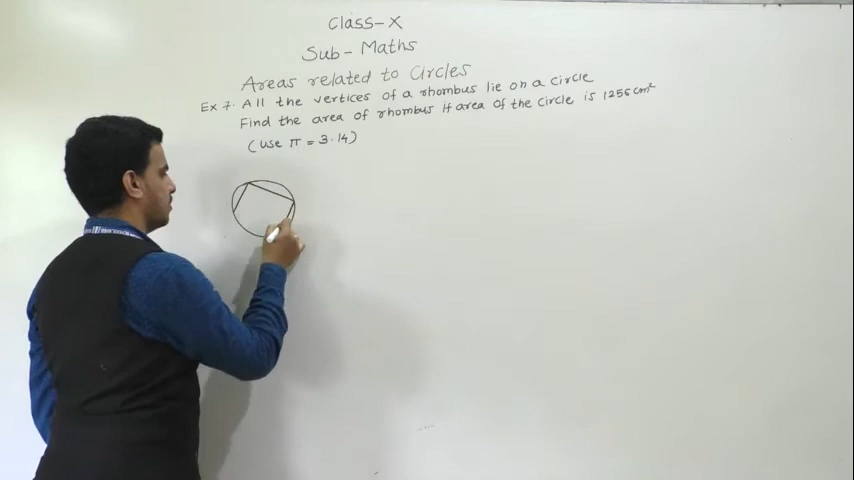 Class-X
Sub-Maths
Areas related to Circles
Ex 7. All the vertices of a rhombus lie on a circle
Find the area of rhombus if area of the circle is 1256 cm²
(use π = 3.14)